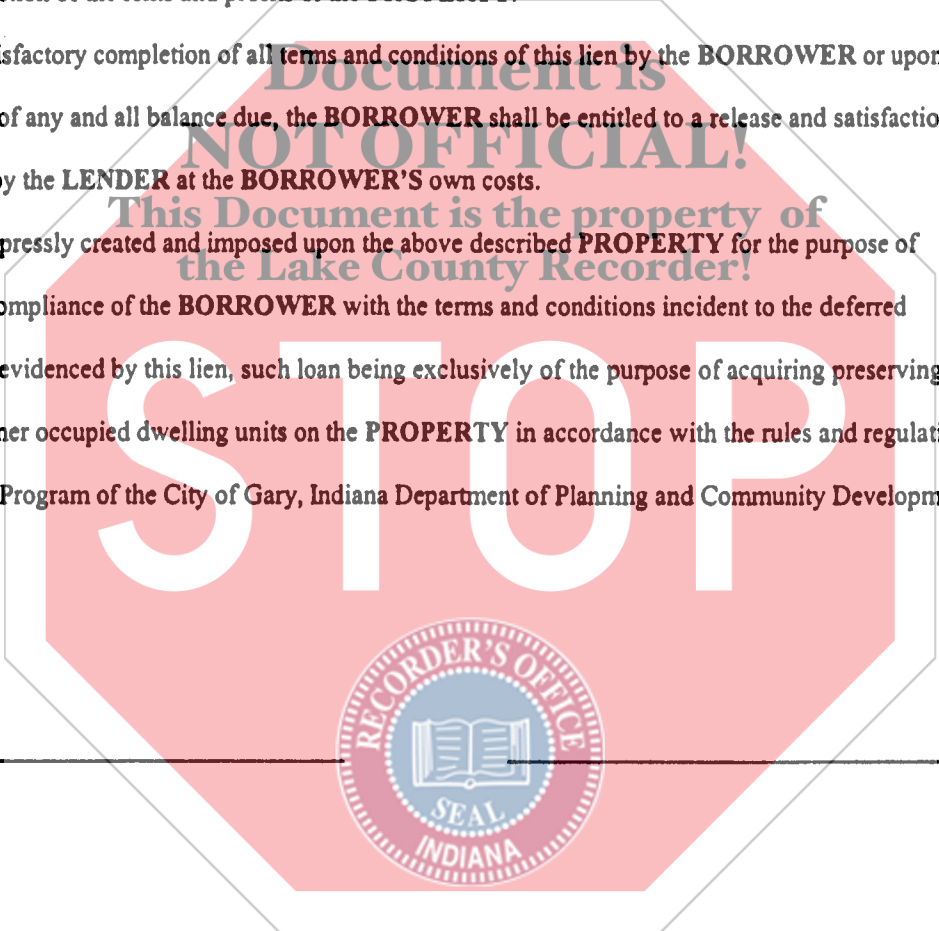 isfactory completion of all terms and conditions of this lien by the BORROWER or upon
Document is
of any and all balance due, the BORROWER shall be entitled to a release and satisfactio
NOT OFFICIAL!
y the LENDER at the BORROWER'S own costs.
This Document is the property of
pressly created and imposed upon the above described PROPERTY for the purpose of
the Lake County Recorder!
ompliance of the BORROWER with the terms and conditions incident to the deferred
evidenced by this lien, such loan being exclusively of the purpose of acquiring preserving
ner occupied dwelling units on the PROPERTY in accordance with the rules and regulati
STOP
Program of the City of Gary, Indiana Department of Planning and Community Developm
RECORDER'S OFFICE
SEAL
INDIANA